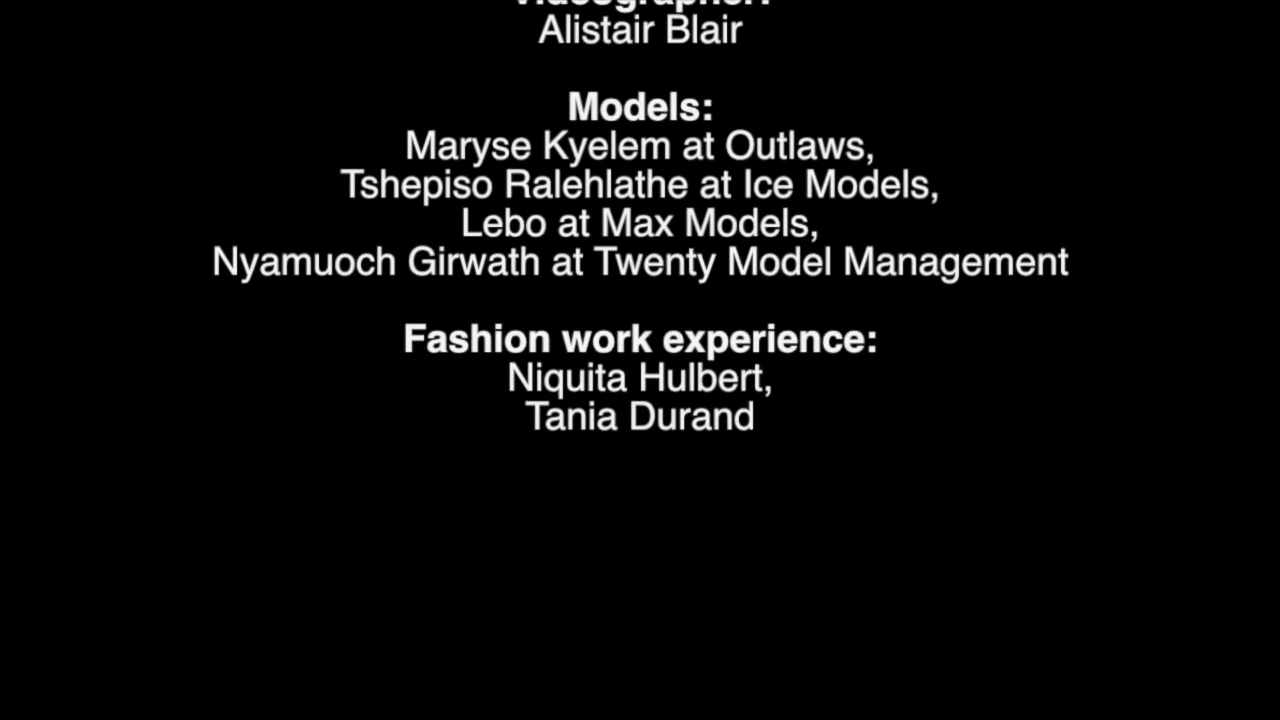 Videographer:
Alistair Blair
Models:
Maryse Kyelem at Outlaws,
Tshepiso Ralehlathe at Ice Models,
Lebo at Max Models,
Nyamuoch Girwath at Twenty Model Management
Fashion work experience:
Niquita Hulbert,
Tania Durand